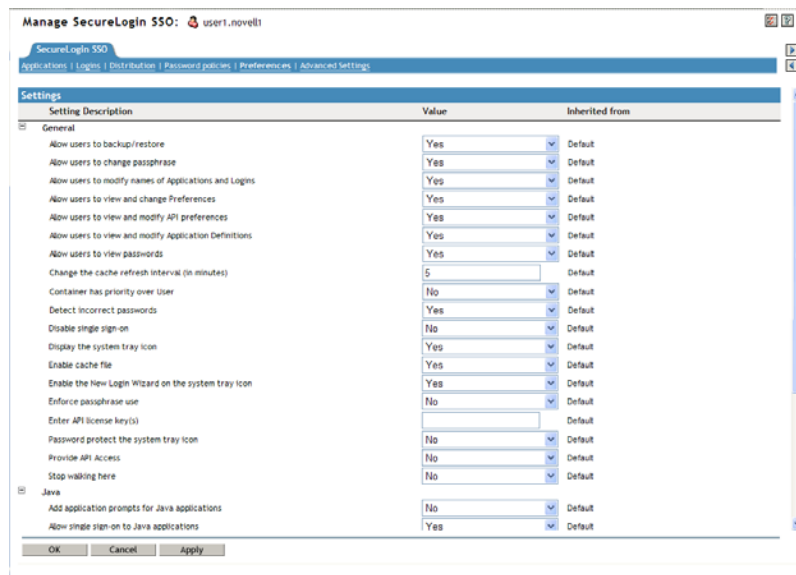 Manage SecureLogin SSO: user1.novell1
SecureLogin SSO
Applications | Logins | Distribution | Password policies | Preferences | Advanced Settings
Settings
Setting Description Value Inherited from
General
Allow users to backup/restore Yes Default
Allow users to change passphrase Yes Default
Allow users to modify names of Applications and Logins Yes Default
Allow users to view and change Preferences Yes Default
Allow users to view and modify API preferences Yes Default
Allow users to view and modify Application Definitions Yes Default
Allow users to view passwords Yes Default
Change the cache refresh interval (in minutes) 5 Default
Container has priority over User No Default
Detect incorrect passwords Yes Default
Disable single sign-on No Default
Display the system tray icon Yes Default
Enable cache file Yes Default
Enable the New Login Wizard on the system tray icon Yes Default
Enforce passphrase use No Default
Enter API license key(s) Default
Password protect the system tray icon No Default
Provide API Access No Default
Stop walking here No Default
Java
Add application prompts for Java applications No Default
Allow single sign-on to Java applications Yes Default
OK Cancel Apply